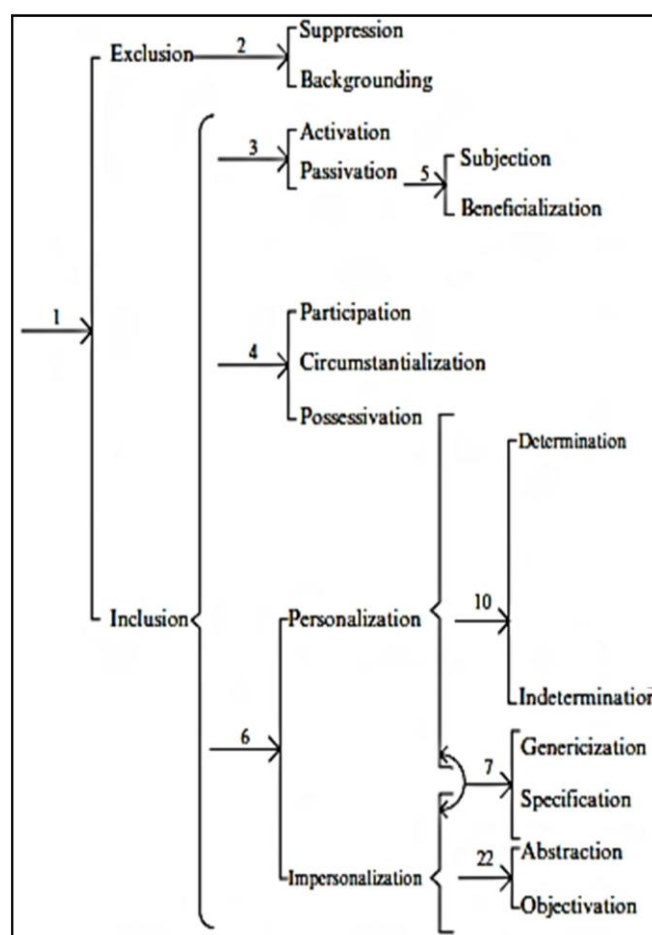 Suppression
Exclusion 2
Backgrounding
Activation
3
Passivation 5 Subjection
Beneficialization
Participation
1
4 Circumstantialization
Possessivation
Determination
Inclusion Personalization 10
Indetermination
6
Genericization
7
Specification
Abstraction
Impersonalization 22
Objectivation